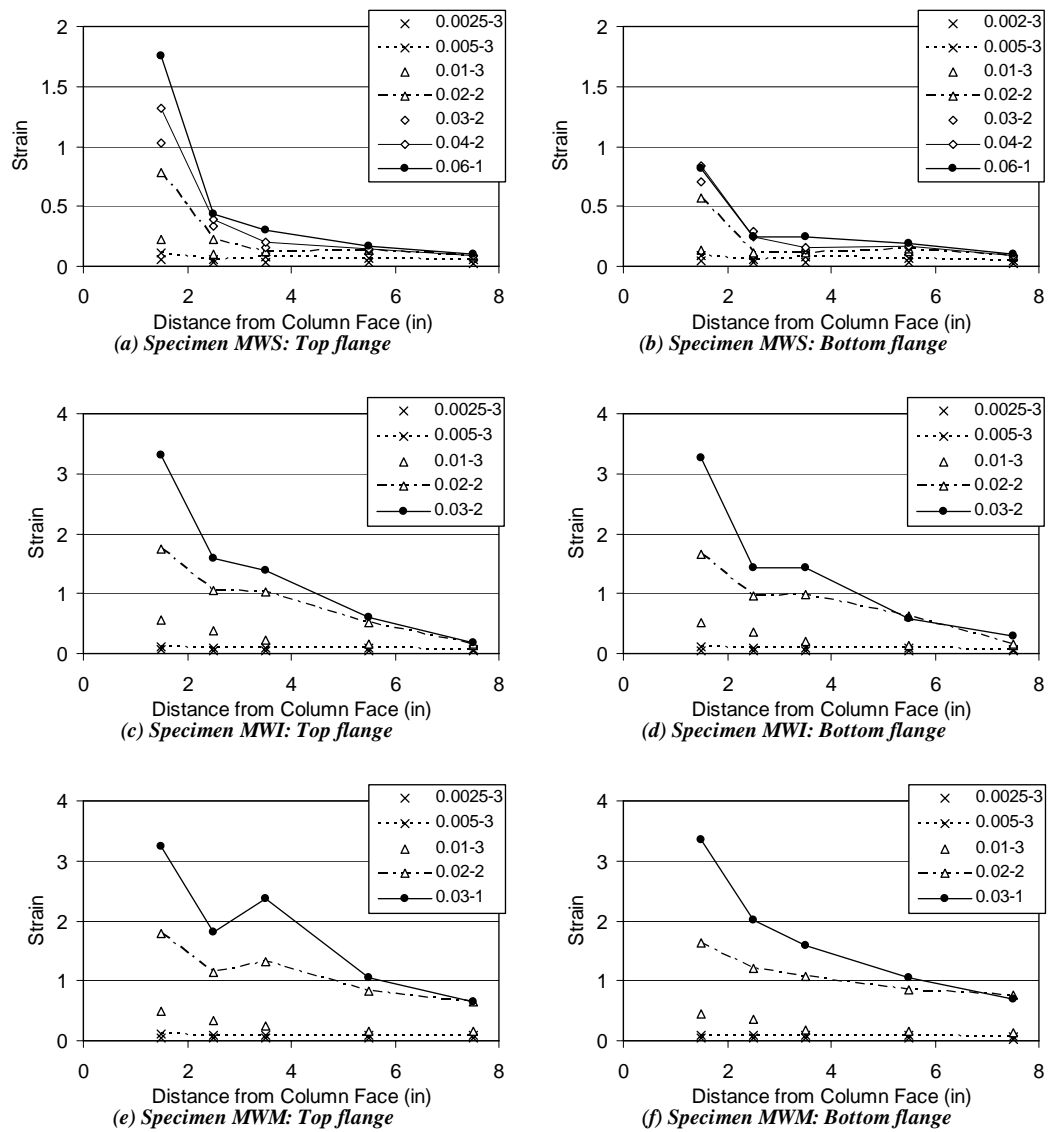 2
1.5
1
0.5
0
Strain
0 2 4 6 8
Distance from Column Face (in)
0.0025-3
0.005-3
0.01-3
0.02-2
0.03-2
0.04-2
0.06-1
(a) Specimen MWS: Top flange
2
1.5
1
0.5
0
Strain
0 2 4 6 8
Distance from Column Face (in)
0.002-3
0.005-3
0.01-3
0.02-2
0.03-2
0.04-2
0.06-1
(b) Specimen MWS: Bottom flange
4
3
2
1
0
Strain
0 2 4 6 8
Distance from Column Face (in)
0.0025-3
0.005-3
0.01-3
0.02-2
0.03-2
(c) Specimen MWI: Top flange
4
3
2
1
0
Strain
0 2 4 6 8
Distance from Column Face (in)
0.0025-3
0.005-3
0.01-3
0.02-2
0.03-2
(d) Specimen MWI: Bottom flange
4
3
2
1
0
Strain
0 2 4 6 8
Distance from Column Face (in)
0.0025-3
0.005-3
0.01-3
0.02-2
0.03-1
(e) Specimen MWM: Top flange
4
3
2
1
0
Strain
0 2 4 6 8
Distance from Column Face (in)
0.0025-3
0.005-3
0.01-3
0.02-2
0.03-1
(f) Specimen MWM: Bottom flange